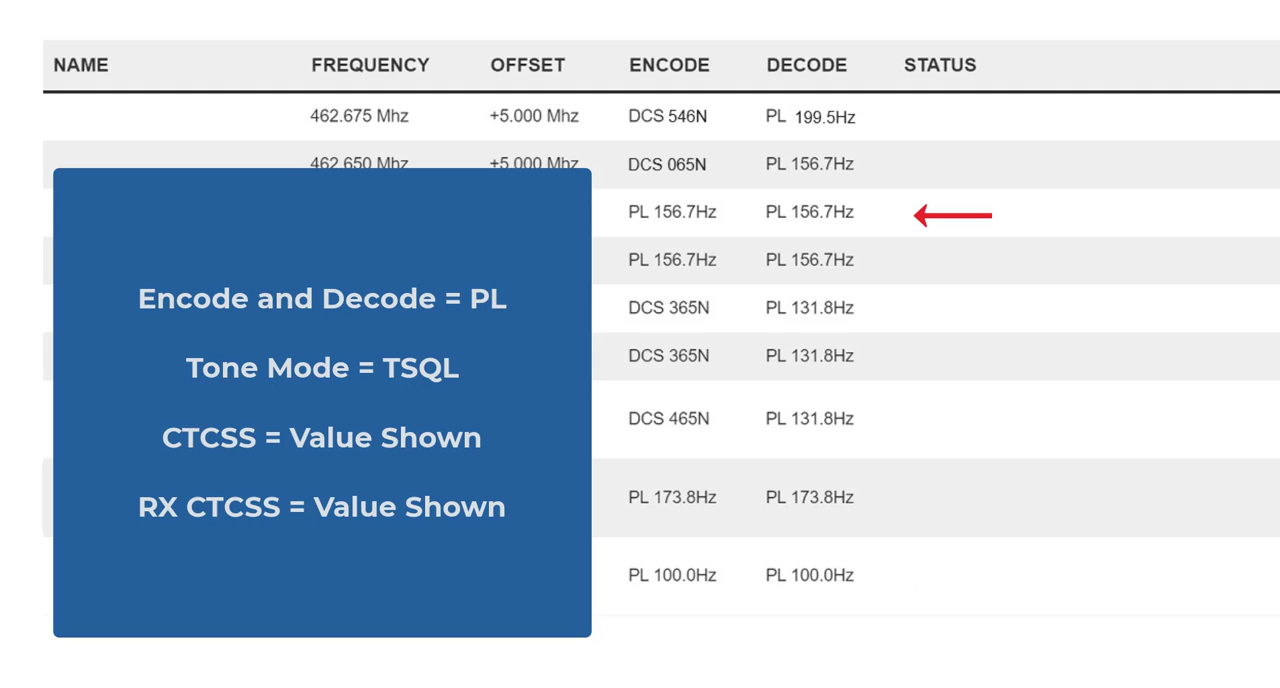 NAME FREQUENCY OFFSET ENCODE DECODE STATUS
462.675 Mhz +5.000 Mhz DCS 546N PL 199.5Hz
462.650 Mhz +5.000 Mhz DCS 065N PL 156.7Hz
PL 156.7Hz PL 156.7Hz
PL 156.7Hz PL 156.7Hz
DCS 365N PL 131.8Hz
DCS 365N PL 131.8Hz
DCS 465N PL 131.8Hz
PL 173.8Hz PL 173.8Hz
PL 100.0Hz PL 100.0Hz
Encode and Decode = PL
Tone Mode = TSQL
CTCSS = Value Shown
RX CTCSS = Value Shown